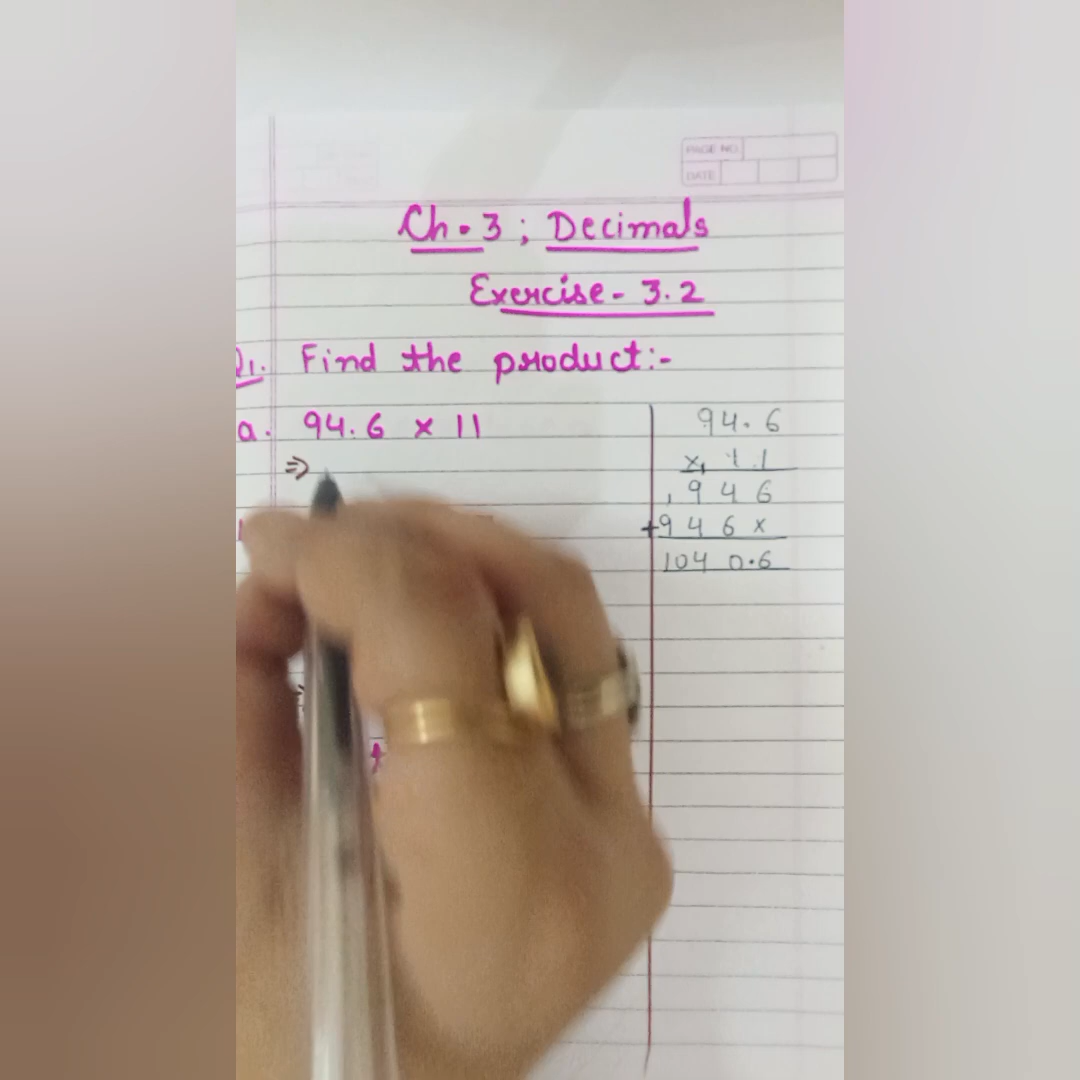 PAGE NO.
DATE
Ch. 3 ; Decimals
Exercise - 3.2
Q1. Find the product:-
a. 94.6 x 11
⇒
94.6
x 11
946
+946x
1040.6